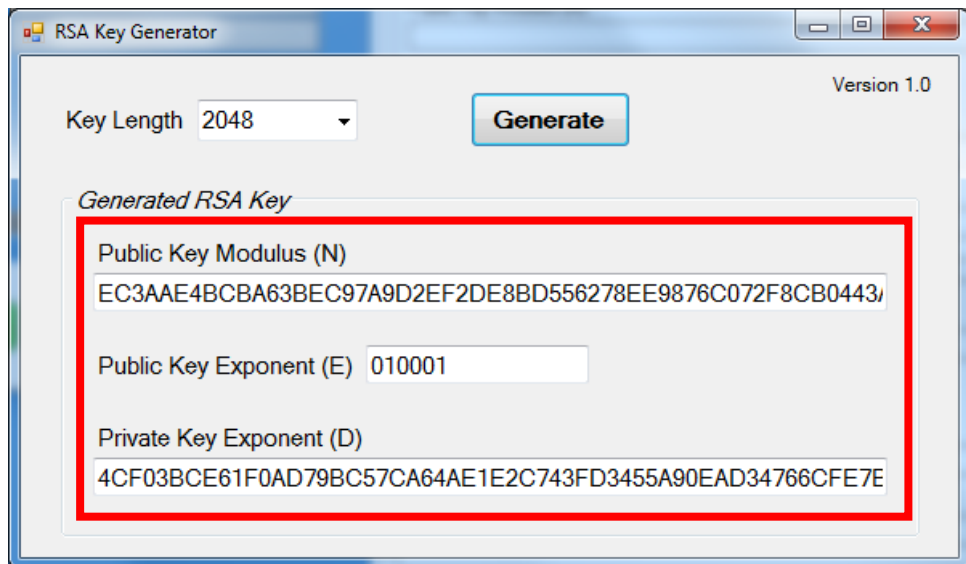 RSA Key Generator
Version 1.0
Key Length 2048 Generate
Generated RSA Key
Public Key Modulus (N)
EC3AAE4BCBA63BEC97A9D2EF2DE8BD556278EE9876C072F8CB0443
Public Key Exponent (E) 010001
Private Key Exponent (D)
4CF03BCE61F0AD79BC57CA64AE1E2C743FD3455A90EAD34766CFE7